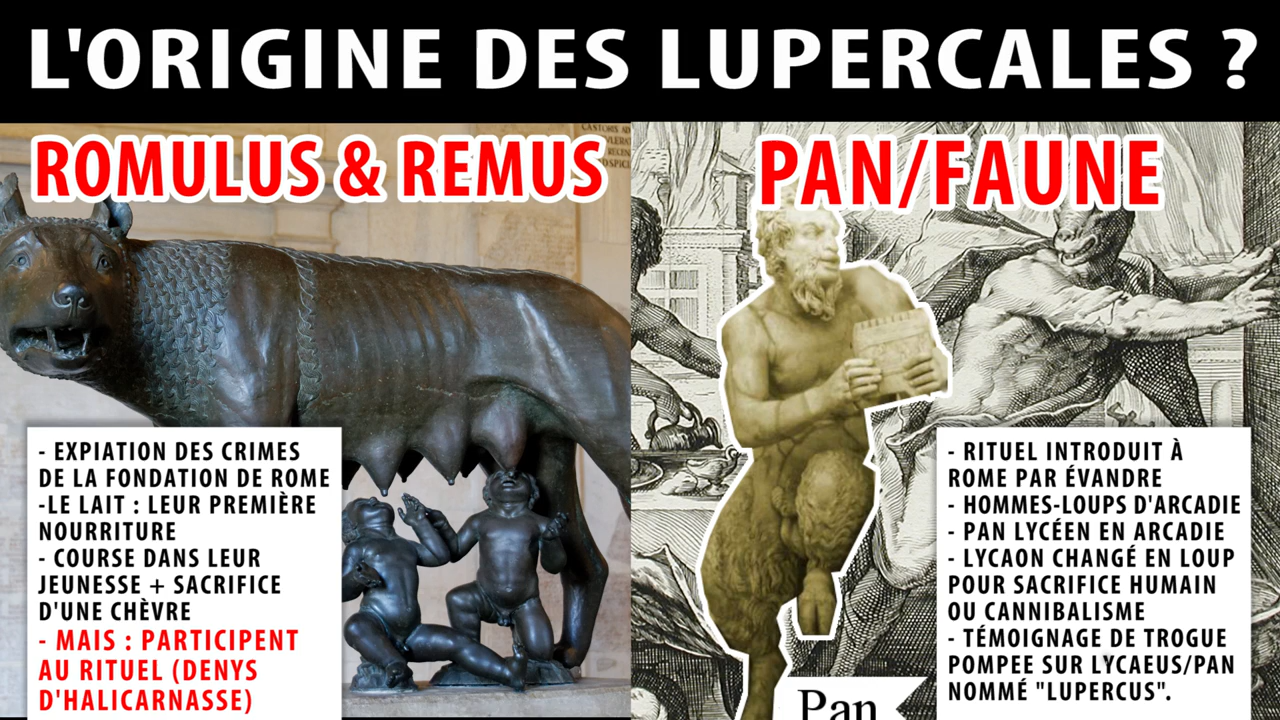 L'ORIGINE DES LUPERCALES ?
ROMULUS & REMUS
- EXPIATION DES CRIMES
DE LA FONDATION DE ROME
-LE LAIT : LEUR PREMIÈRE
NOURRITURE
- COURSE DANS LEUR
JEUNESSE + SACRIFICE
D'UNE CHÈVRE
- MAIS : PARTICIPENT
AU RITUEL (DENYS
D'HALICARNASSE)
PAN/FAUNE
- RITUEL INTRODUIT À
ROME PAR ÉVANDRE
- HOMMES-LOUPS D'ARCADIE
- PAN LYCÉEN EN ARCADIE
- LYCAON CHANGÉ EN LOUP
POUR SACRIFICE HUMAIN
OU CANNIBALISME
- TÉMOIGNAGE DE TROGUE
POMPEE SUR LYCAEUS/PAN
NOMMÉ "LUPERCUS".
Pan